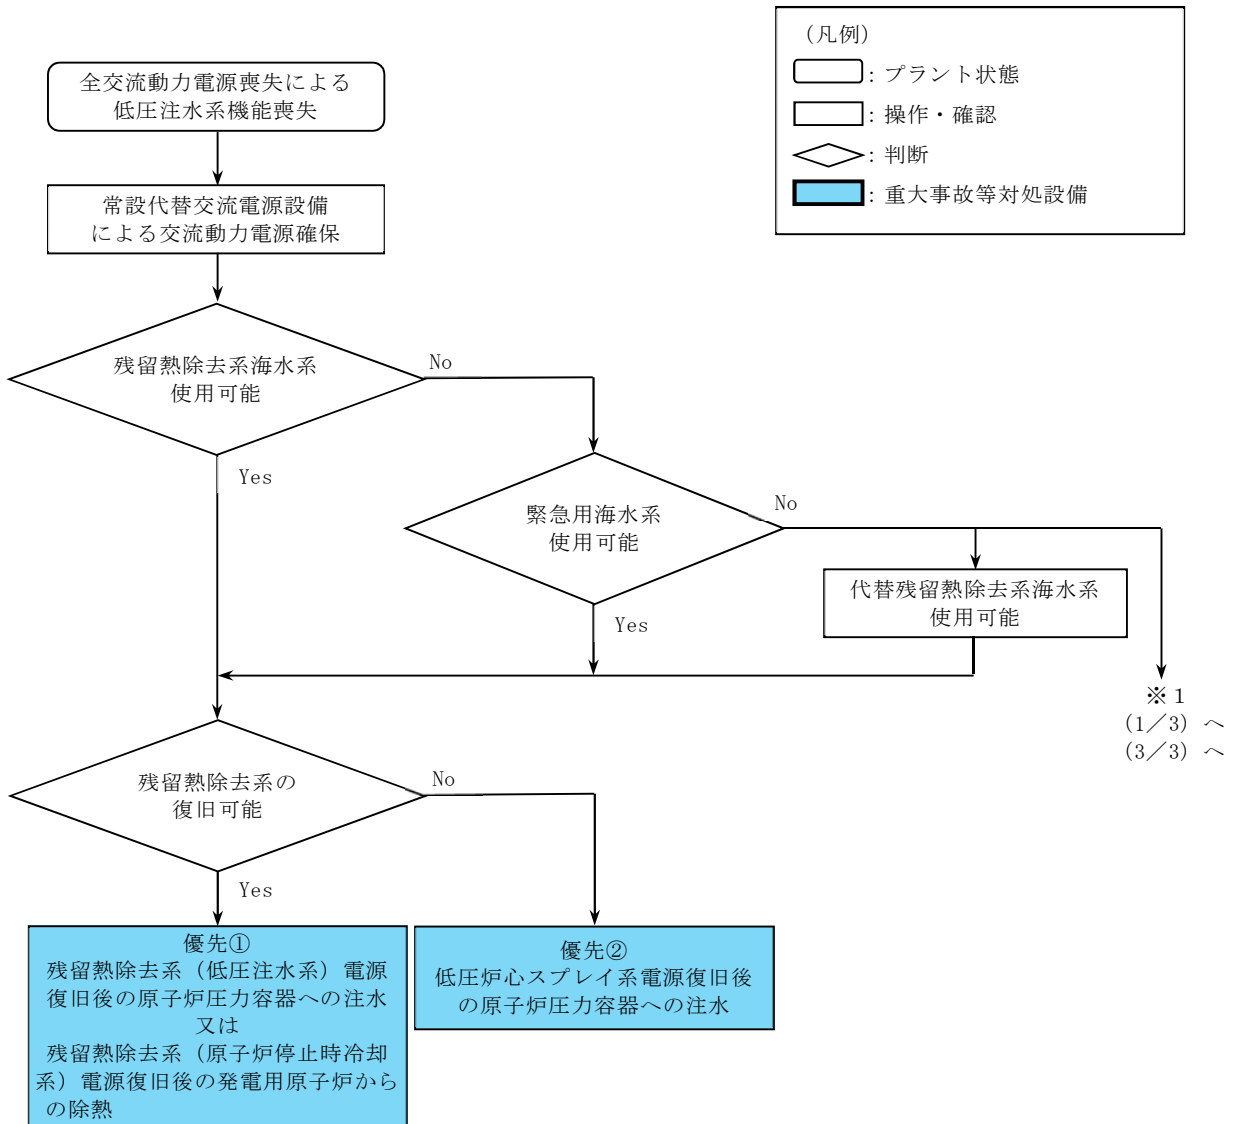 (凡例)
: プラント状態
: 操作・確認
: 判断
: 重大事故等対処設備
全交流動力電源喪失による
低圧注水系機能喪失
常設代替交流電源設備
による交流動力電源確保
残留熱除去系海水系
使用可能
No
Yes
緊急用海水系
使用可能
No
Yes
代替残留熱除去系海水系
使用可能
※1
(1/3) へ
(3/3) へ
残留熱除去系の
復旧可能
No
Yes
優先①
残留熱除去系（低圧注水系）電源
復旧後の原子炉圧力容器への注水
又は
残留熱除去系（原子炉停止時冷却
系）電源復旧後の発電用原子炉から
の除熱
優先②
低圧炉心スプレイ系電源復旧後
の原子炉圧力容器への注水